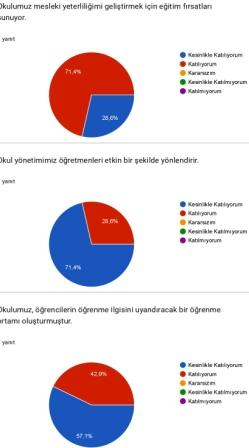 Okulumuz mesleki yeterliliğimi geliştirmek için eğitim fırsatları
sunuyor.
yanıt
71,4%
28,6%
Kesinlikle Katılıyorum
Katılıyorum
Kararsızım
Kesinlikle Katılmıyorum
Katılmıyorum
Okul yönetimimiz öğretmenleri etkin bir şekilde yönlendirir.
yanıt
28,6%
71,4%
Kesinlikle Katılıyorum
Katılıyorum
Kararsızım
Kesinlikle Katılmıyorum
Katılmıyorum
Okulumuz, öğrencilerin öğrenme ilgisini uyandıracak bir öğrenme
ortamı oluşturmuştur.
yanıt
42,9%
57,1%
Kesinlikle Katılıyorum
Katılıyorum
Kararsızım
Kesinlikle Katılmıyorum
Katılmıyorum